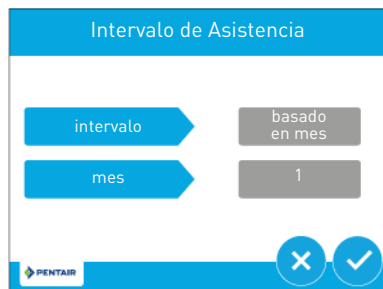 Intervalo de Asistencia
intervalo
basado
en mes
mes
1
PENTAIR